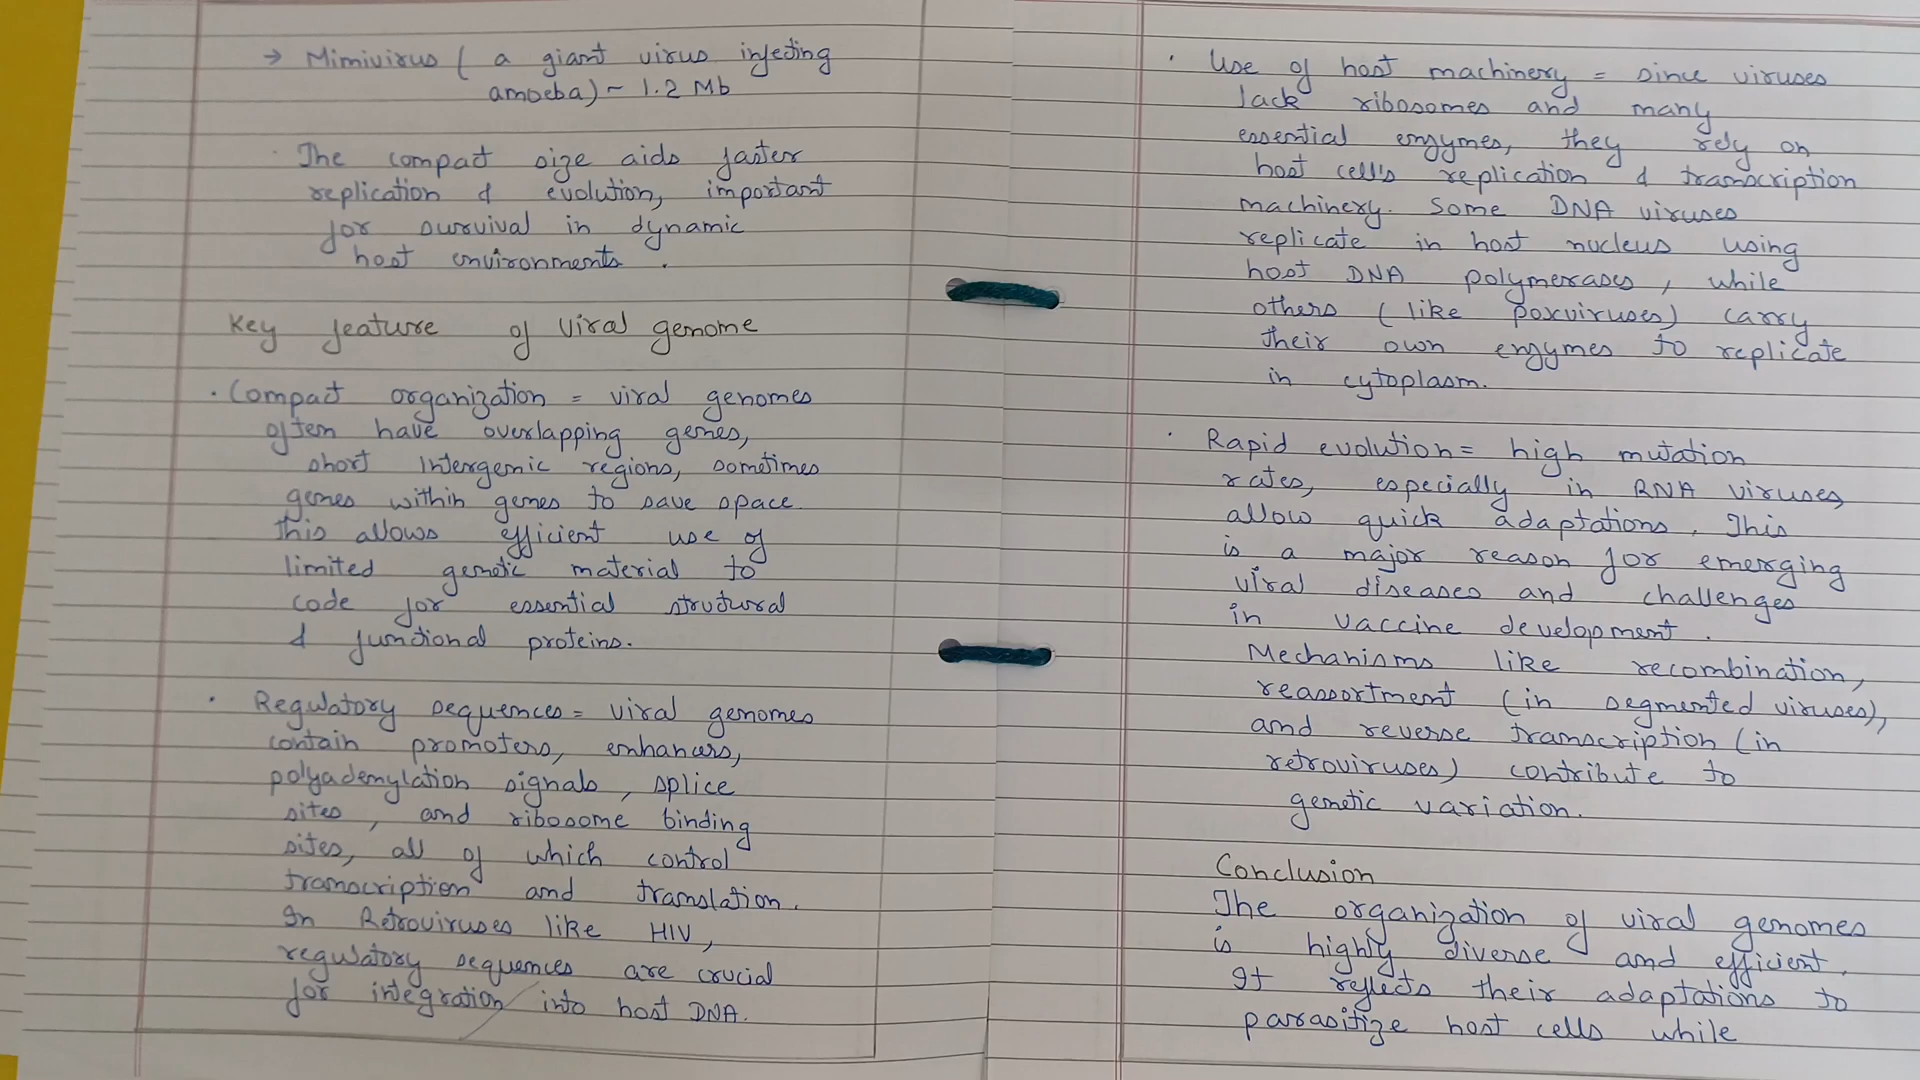 → Mimivirus ( a giant virus infecting
amoeba) ~ 1.2 Mb
· The compact size aids faster
replication & evolution, important
for survival in dynamic
host environments.
Key feature of viral genome
· Compact organization = viral genomes
often have overlapping genes,
short intergenic regions, sometimes
genes within genes to save space.
this allows efficient use of
limited genetic material to
code for essential structural
& functional proteins.
· Regulatory sequences = viral genomes
contain promoters, enhancers,
polyadenylation signals, splice
sites, and ribosome binding
sites, all of which control
transcription and translation.
In Retroviruses like HIV,
regulatory sequences are crucial
for integration into host DNA.
· Use of host machinery = since viruses
lack ribosomes and many
essential enzymes, they rely on
host cell's replication & transcription
machinery. Some DNA viruses
replicate in host nucleus using
host DNA polymerases, while
others (like poxviruses) carry
their own enzymes to replicate
in cytoplasm.
· Rapid evolution = high mutation
rates, especially in RNA viruses,
allow quick adaptations. This
is a major reason for emerging
viral diseases and challenges
in vaccine development.
Mechanisms like recombination,
reassortment (in segmented viruses),
and reverse transcription (in
retroviruses) contribute to
genetic variation.
Conclusion
The organization of viral genomes
is highly diverse and efficient.
It reflects their adaptations to
parasitize host cells while